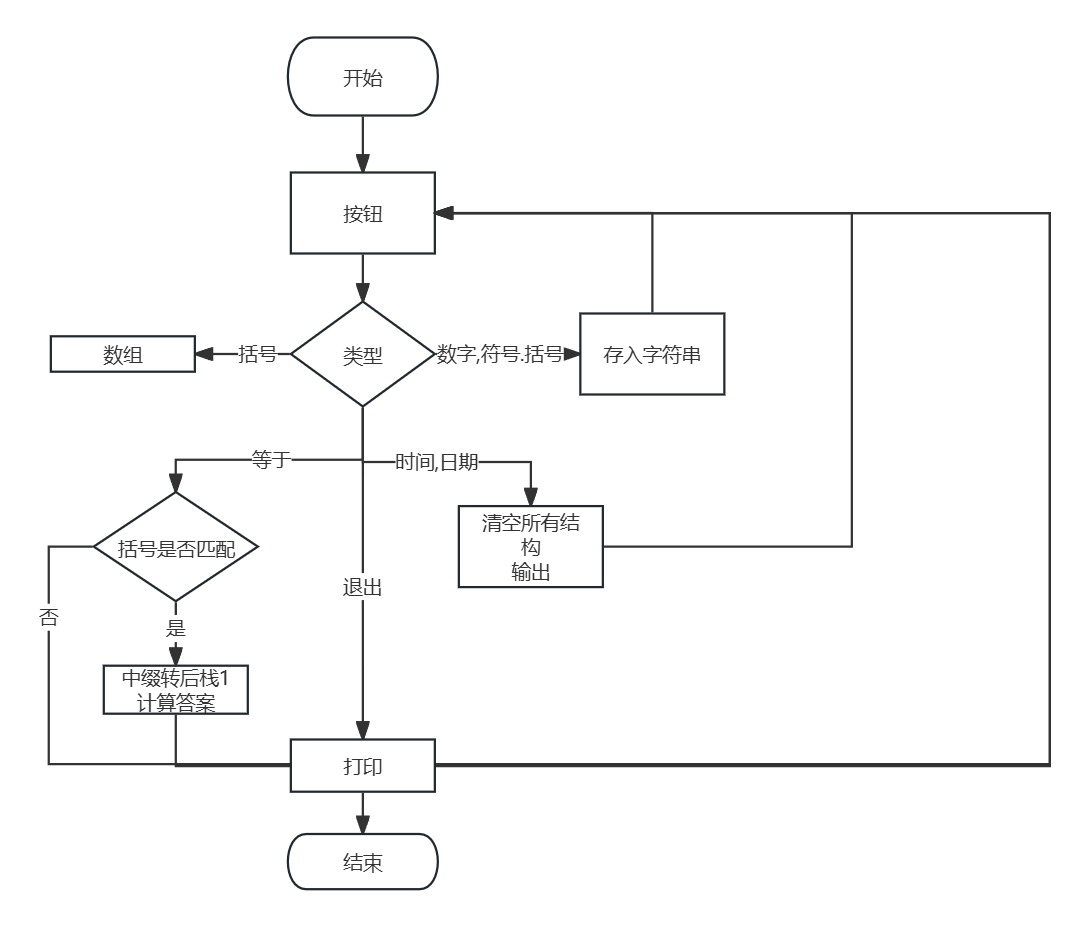 开始
按钮
数组
括号
类型
数字,符号.括号
存入字符串
等于
时间,日期
清空所有结
构
输出
括号是否匹配
退出
否
是
中缀转后栈1
计算答案
打印
结束